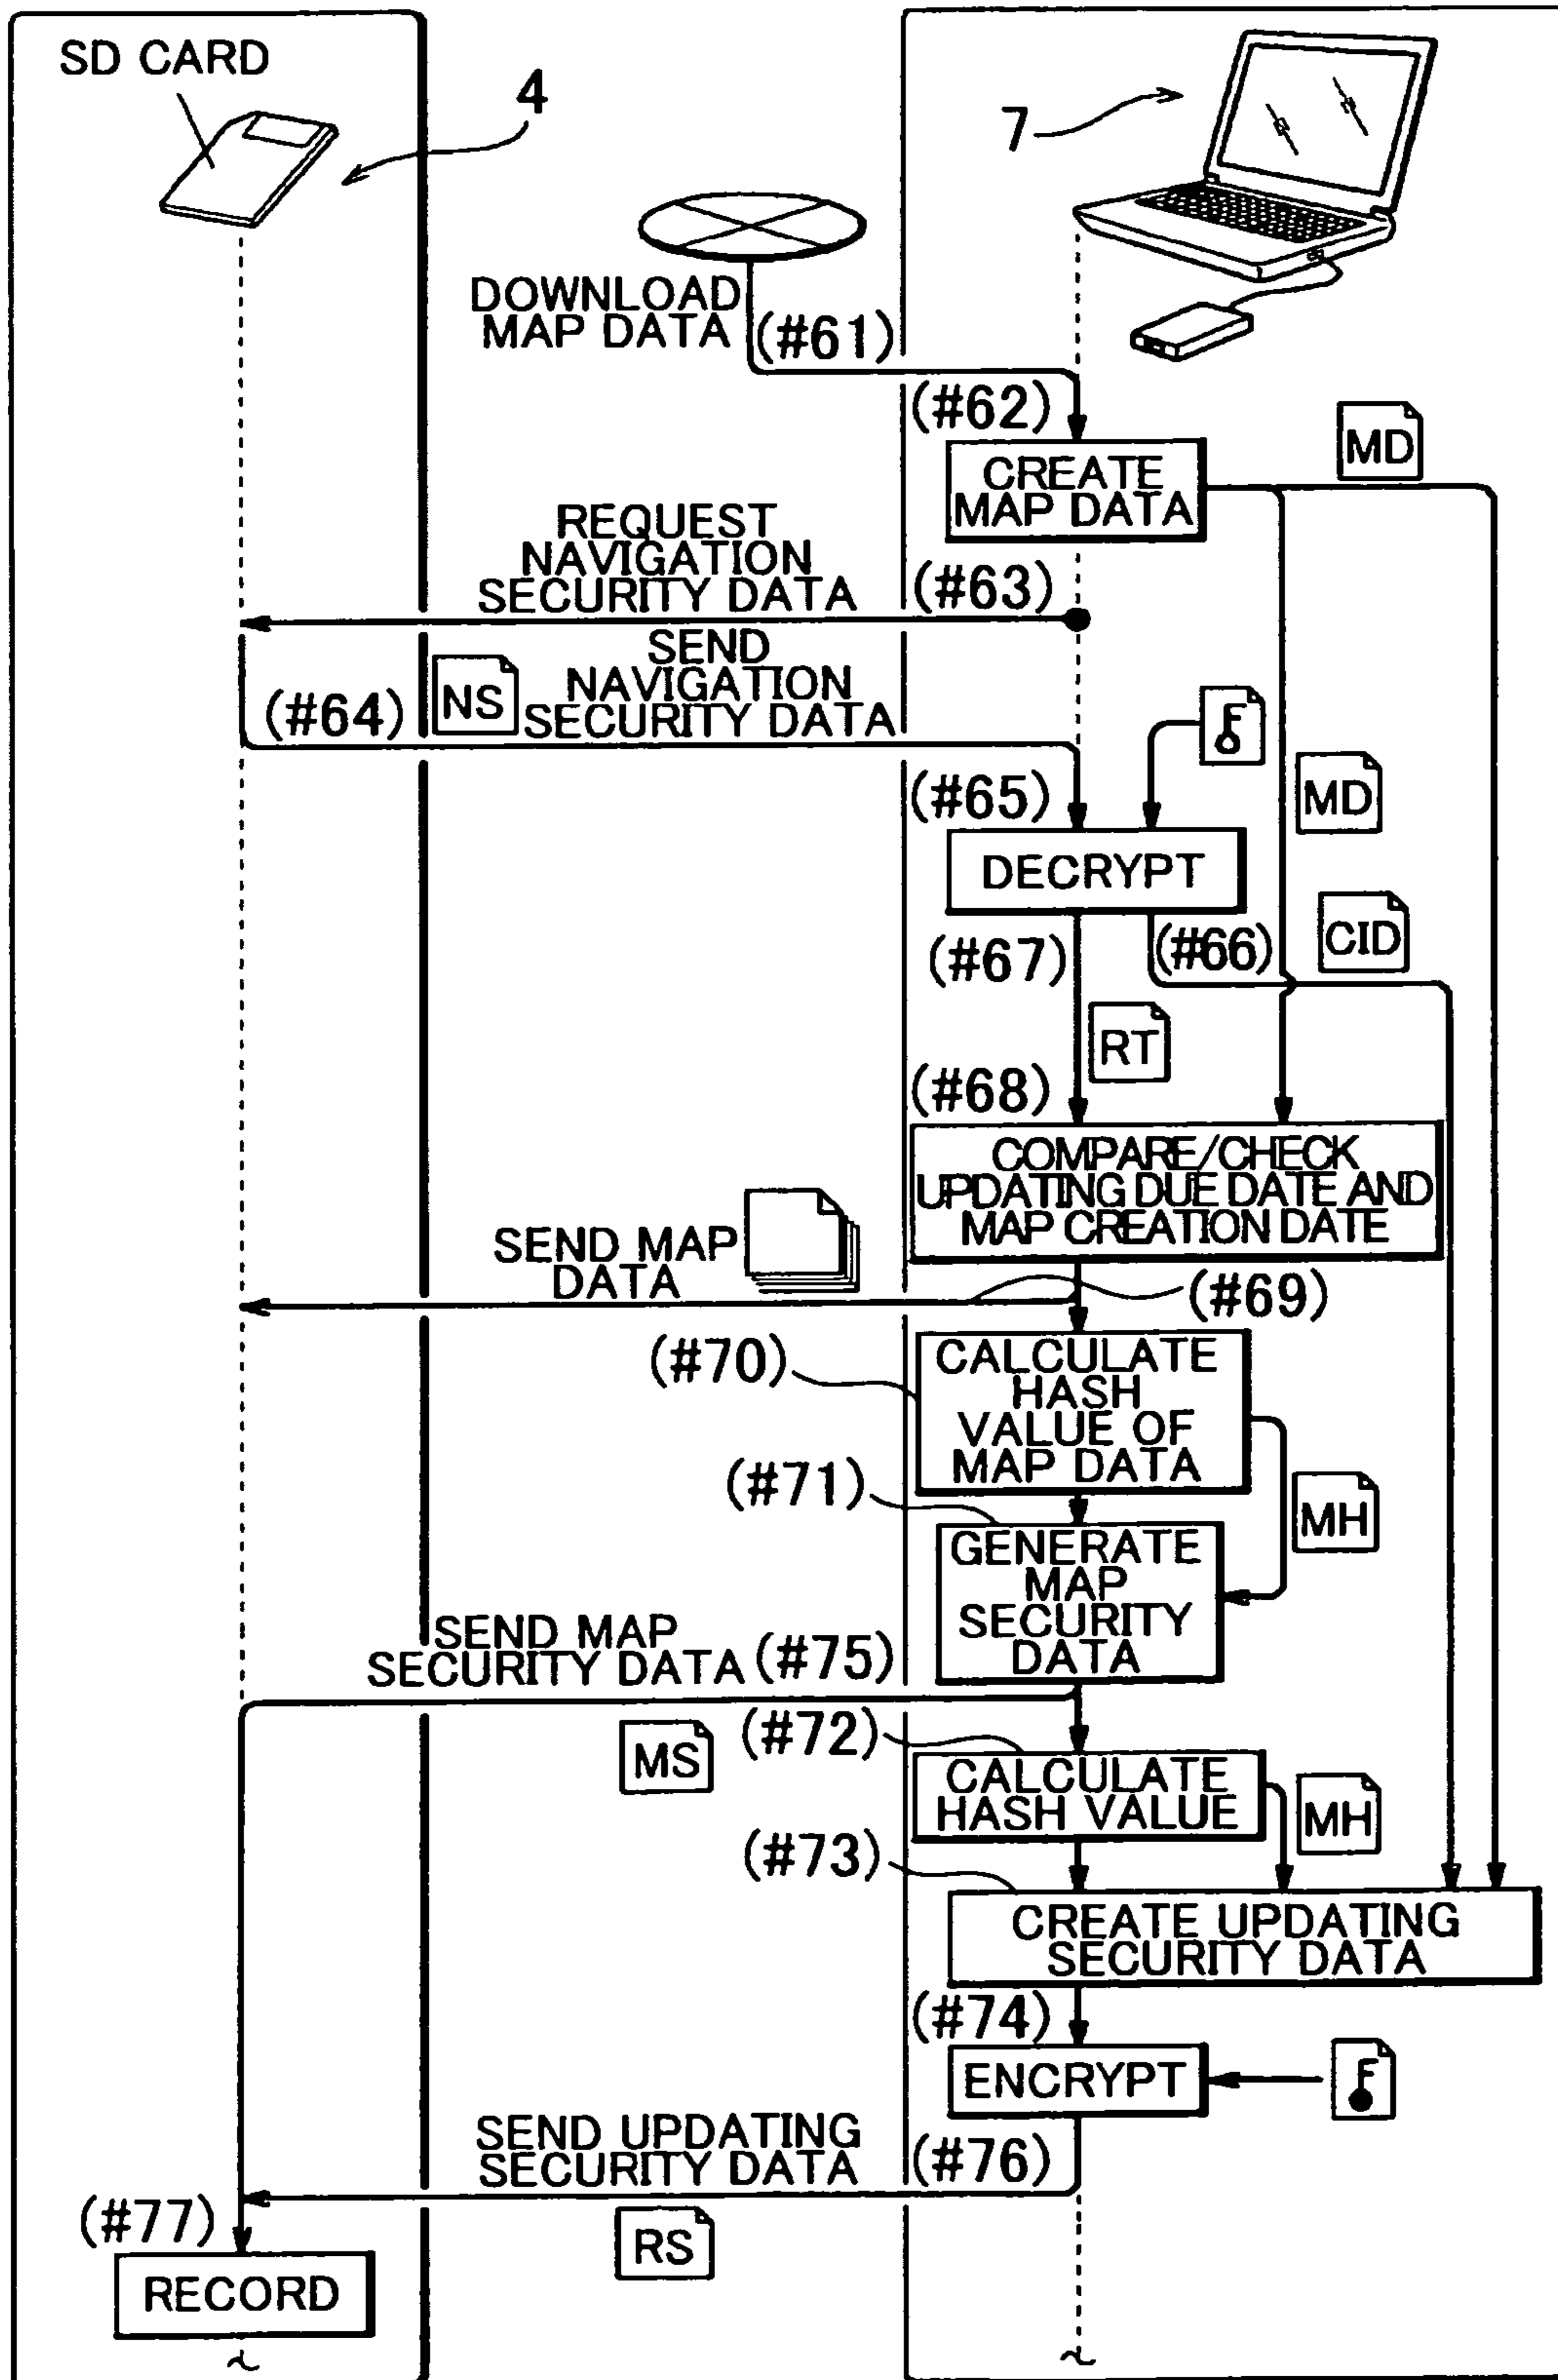 SD CARD
4
7
DOWNLOAD
MAP DATA
(#61)
(#62)
MD
CREATE
MAP DATA
REQUEST
NAVIGATION
SECURITY DATA
(#63)
SEND
NAVIGATION
SECURITY DATA
NS
(#64)
(#65)
MD
DECRYPT
CID
(#67)
(#66)
RT
(#68)
COMPARE/CHECK
UPDATING DUE DATE AND
MAP CREATION DATE
SEND MAP
DATA
(#69)
(#70)
CALCULATE
HASH
VALUE OF
MAP DATA
(#71)
MH
GENERATE
MAP
SECURITY
DATA
SEND MAP
SECURITY DATA
(#75)
(#72)
MS
CALCULATE
HASH VALUE
MH
(#73)
CREATE UPDATING
SECURITY DATA
(#74)
ENCRYPT
SEND UPDATING
SECURITY DATA
(#76)
(#77)
RS
RECORD